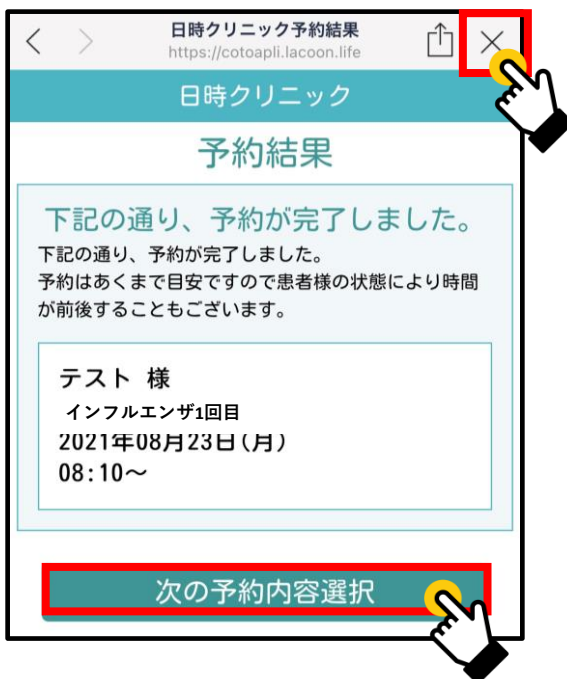 日時クリニック予約結果
https://cotoapli.lacoon.life
日時クリニック
予約結果
下記の通り、予約が完了しました。
下記の通り、予約が完了しました。
予約はあくまで目安ですので患者様の状態により時間
が前後することもございます。
テスト 様
インフルエンザ1回目
2021年08月23日(月)
08:10～
次の予約内容選択